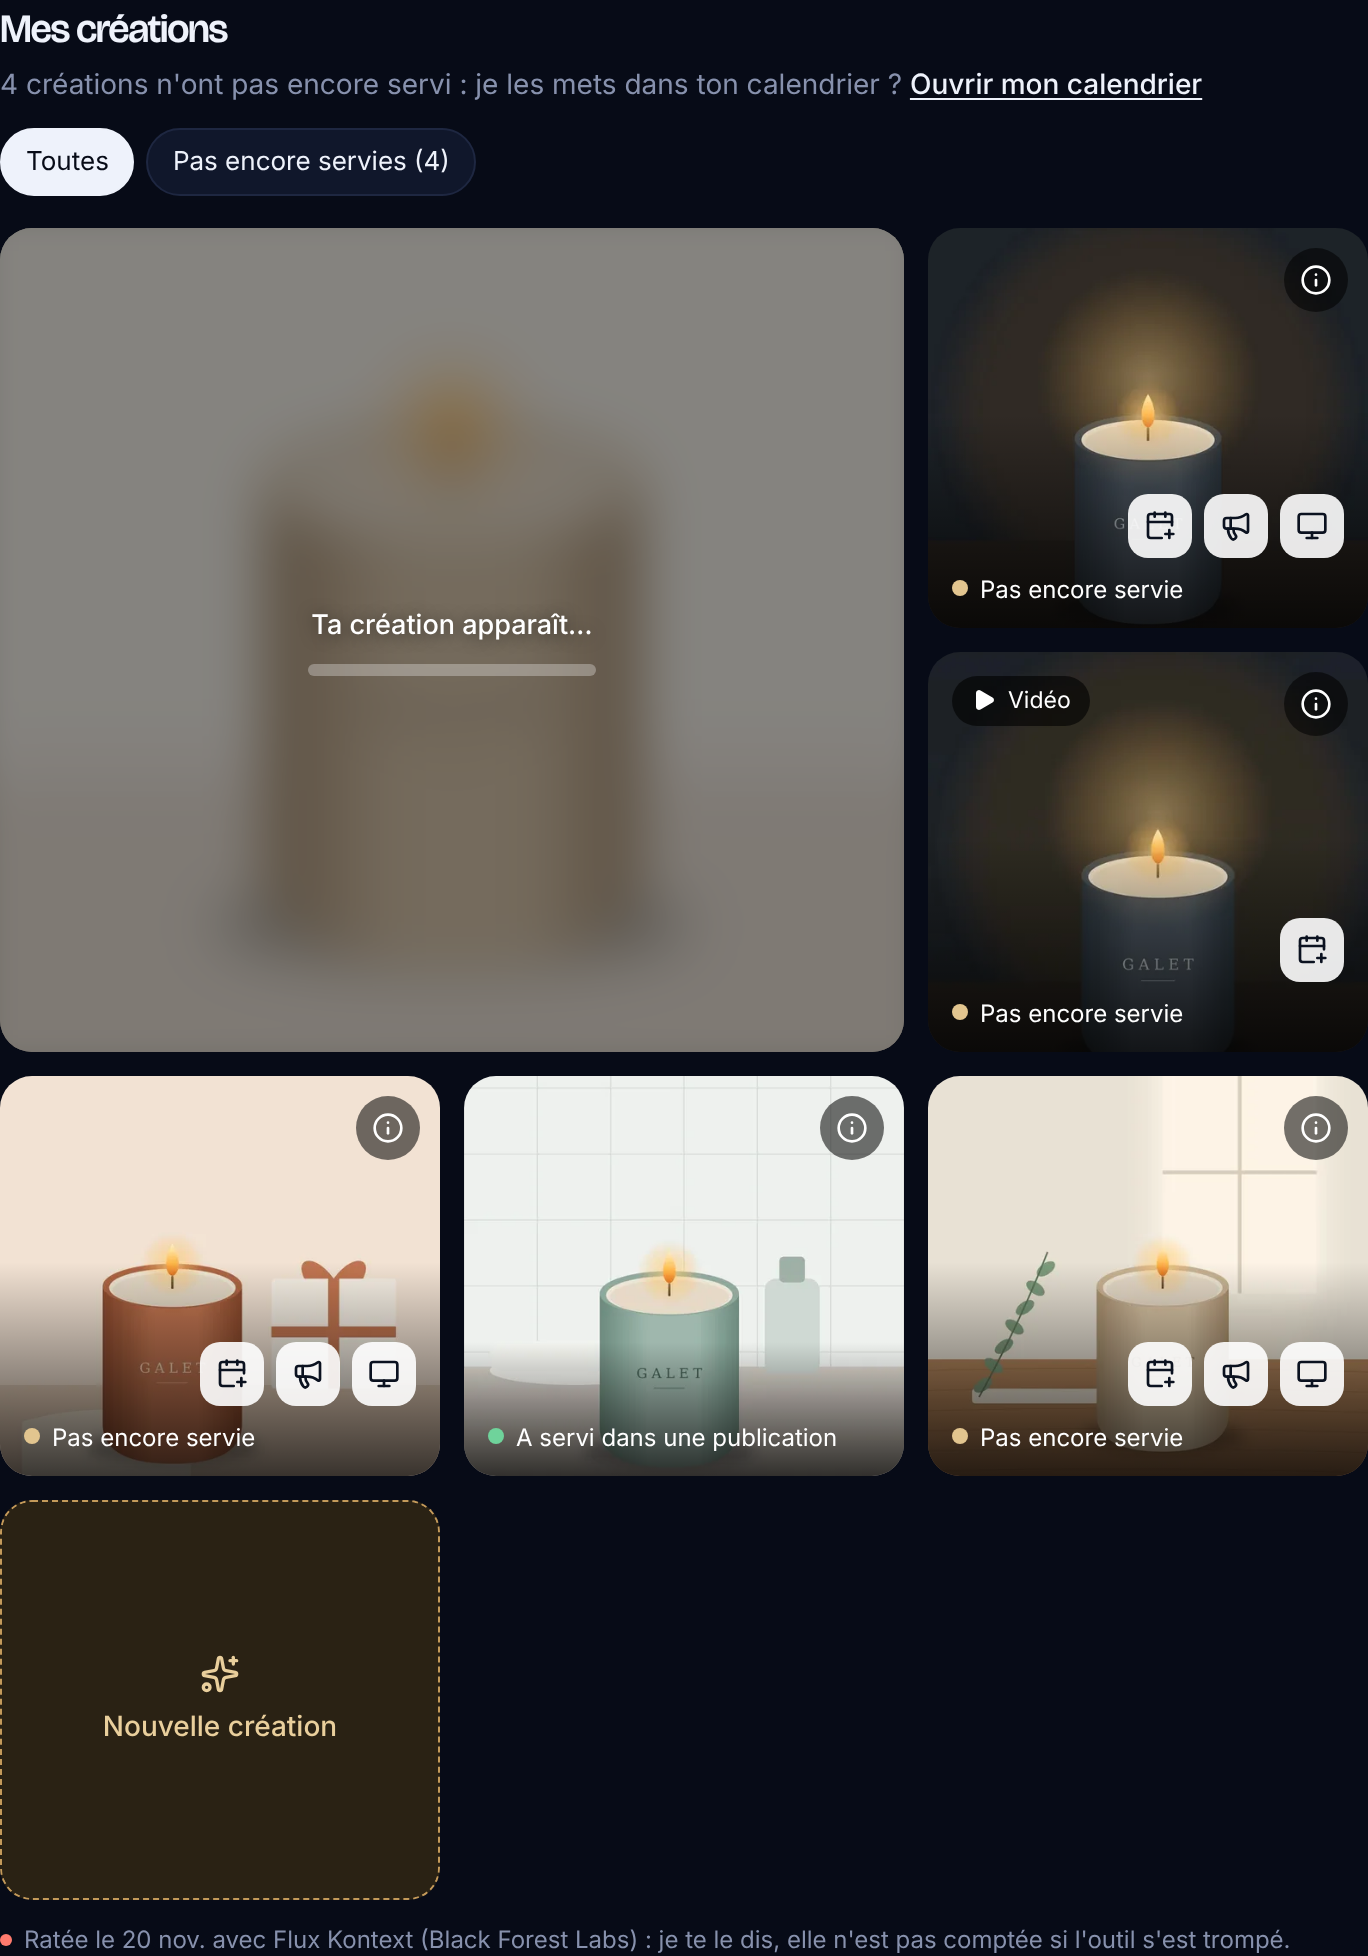 Mes créations
4 créations n'ont pas encore servi : je les mets dans ton calendrier ? Ouvrir mon calendrier
Toutes
Pas encore servies (4)
Ta création apparaît…
Pas encore servie
Vidéo
GALET
Pas encore servie
GALET
Pas encore servie
GALET
A servi dans une publication
Pas encore servie
Nouvelle création
Ratée le 20 nov. avec Flux Kontext (Black Forest Labs) : je te le dis, elle n'est pas comptée si l'outil s'est trompé.